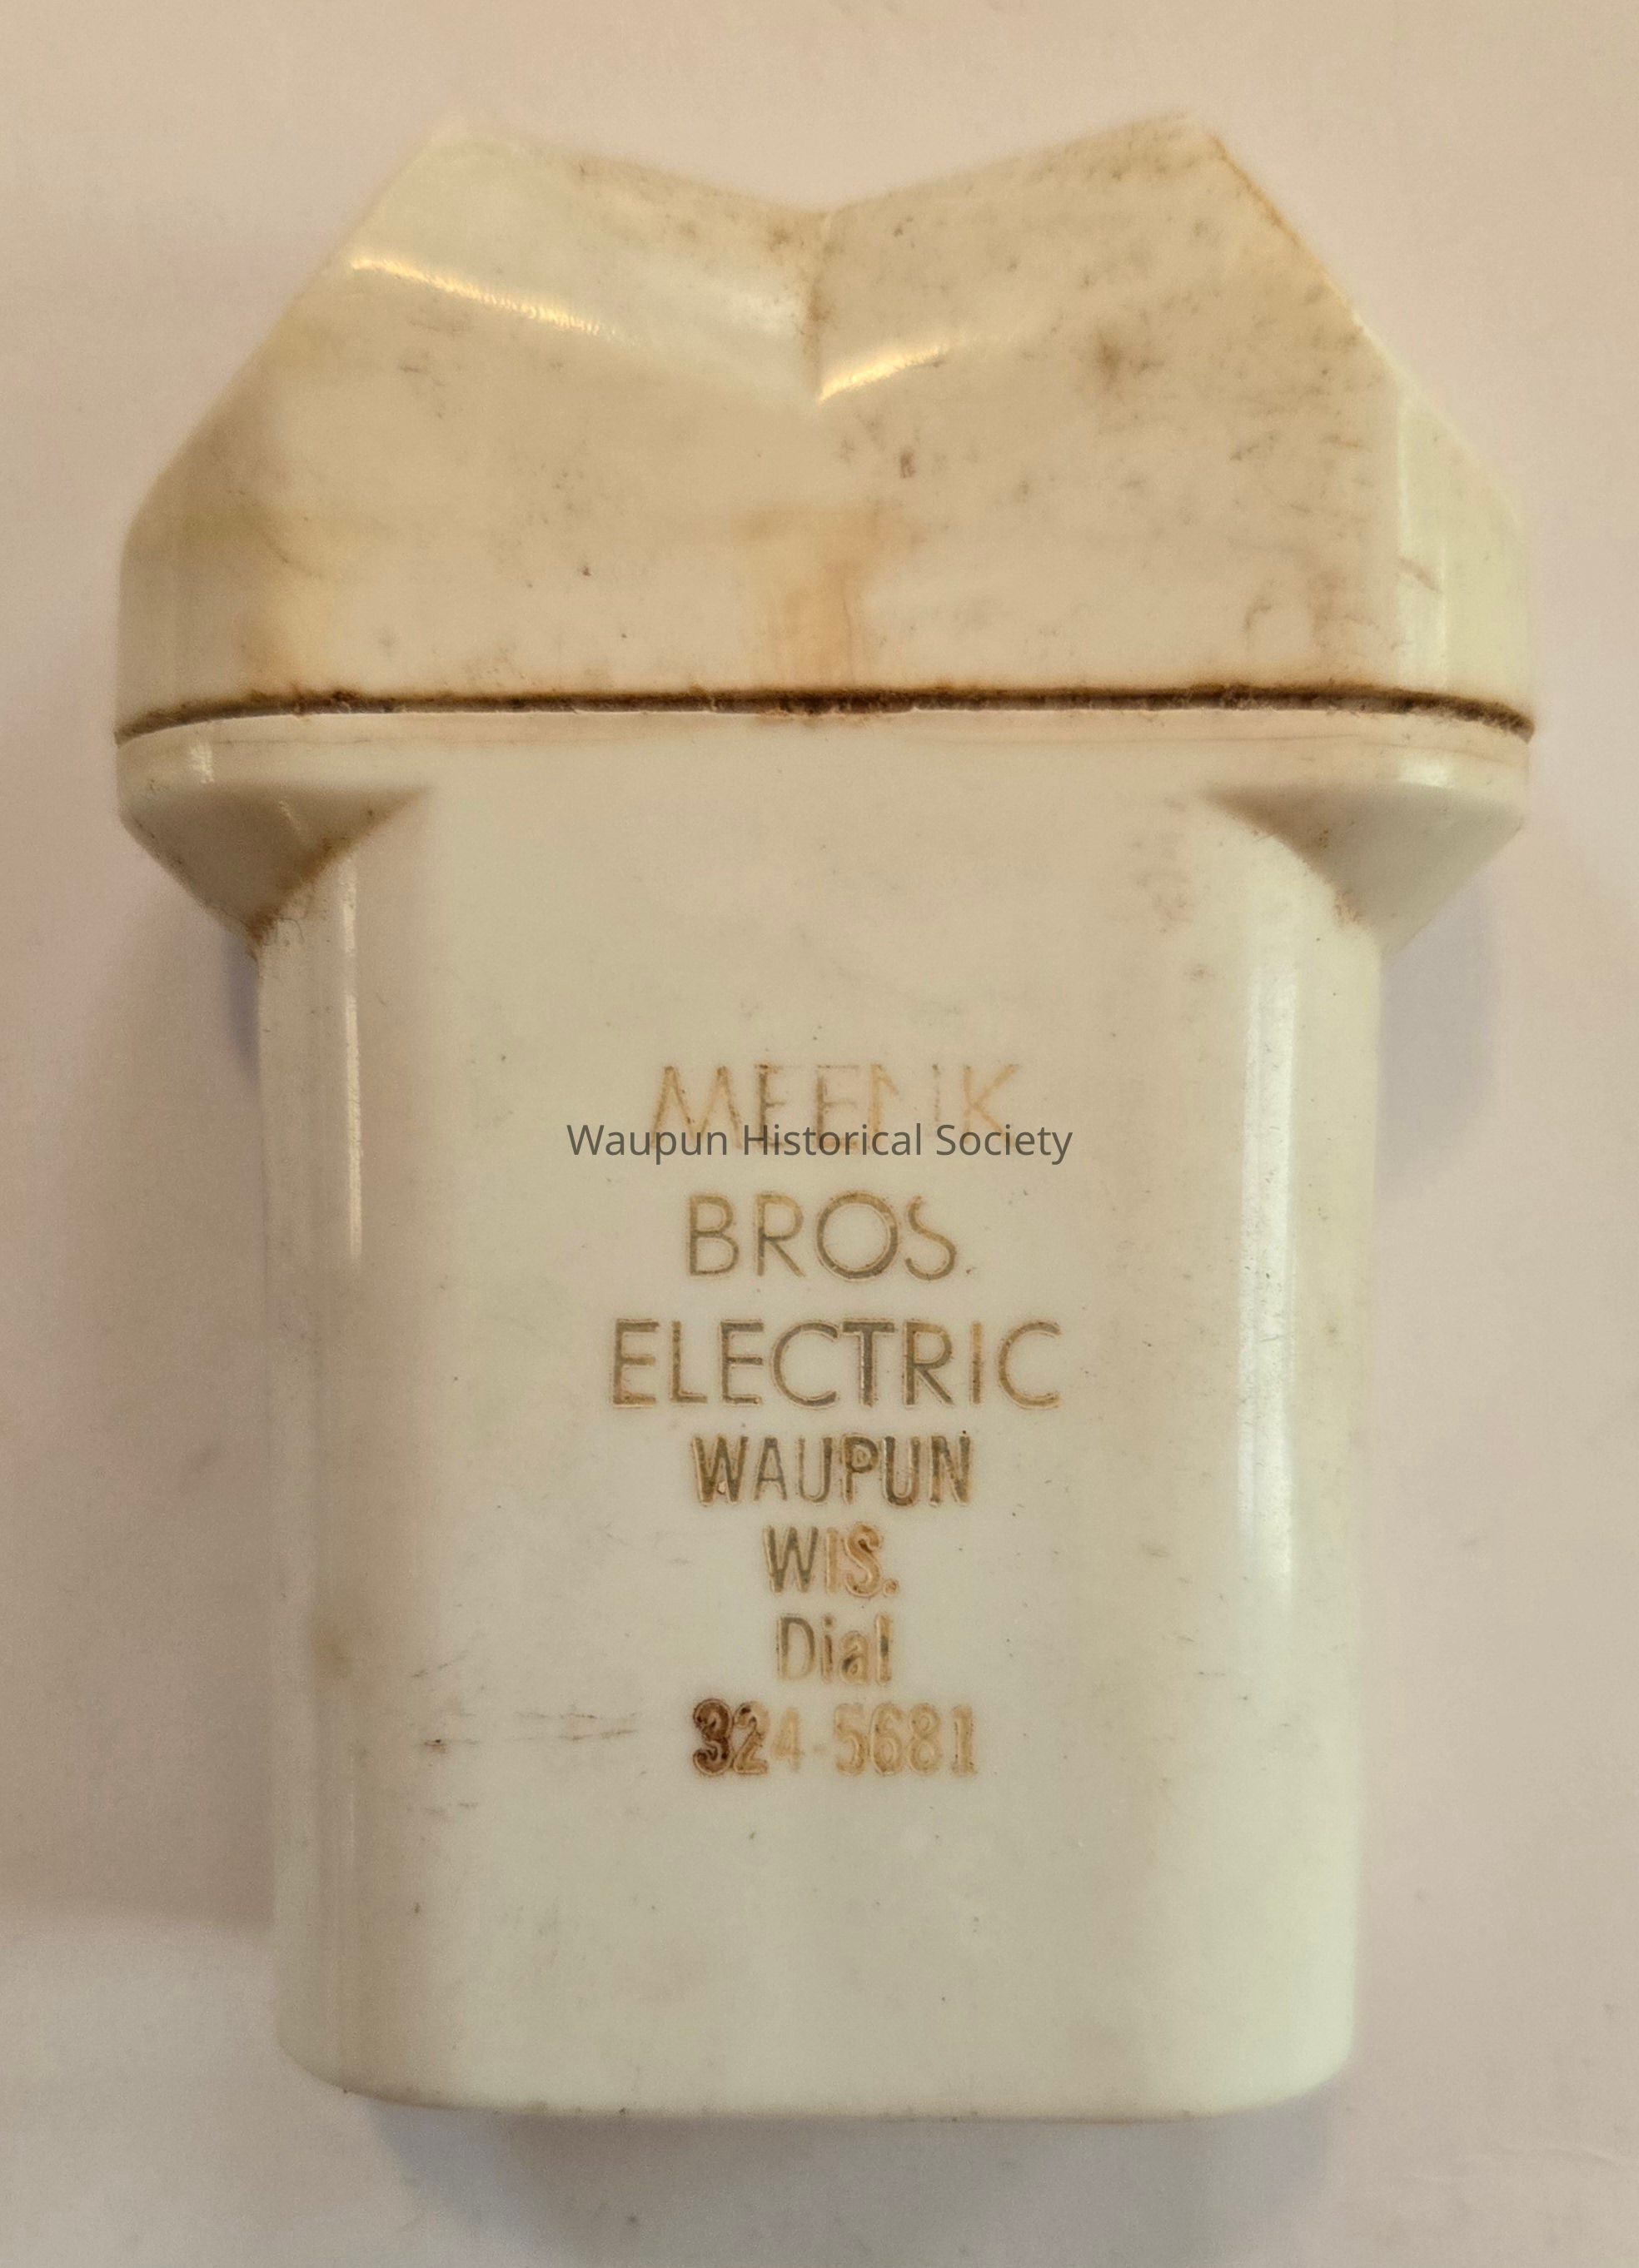 MEENK
Waupun Historical Society
BROS.
ELECTRIC
WAUPUN
WIS.
Dial
324-5681